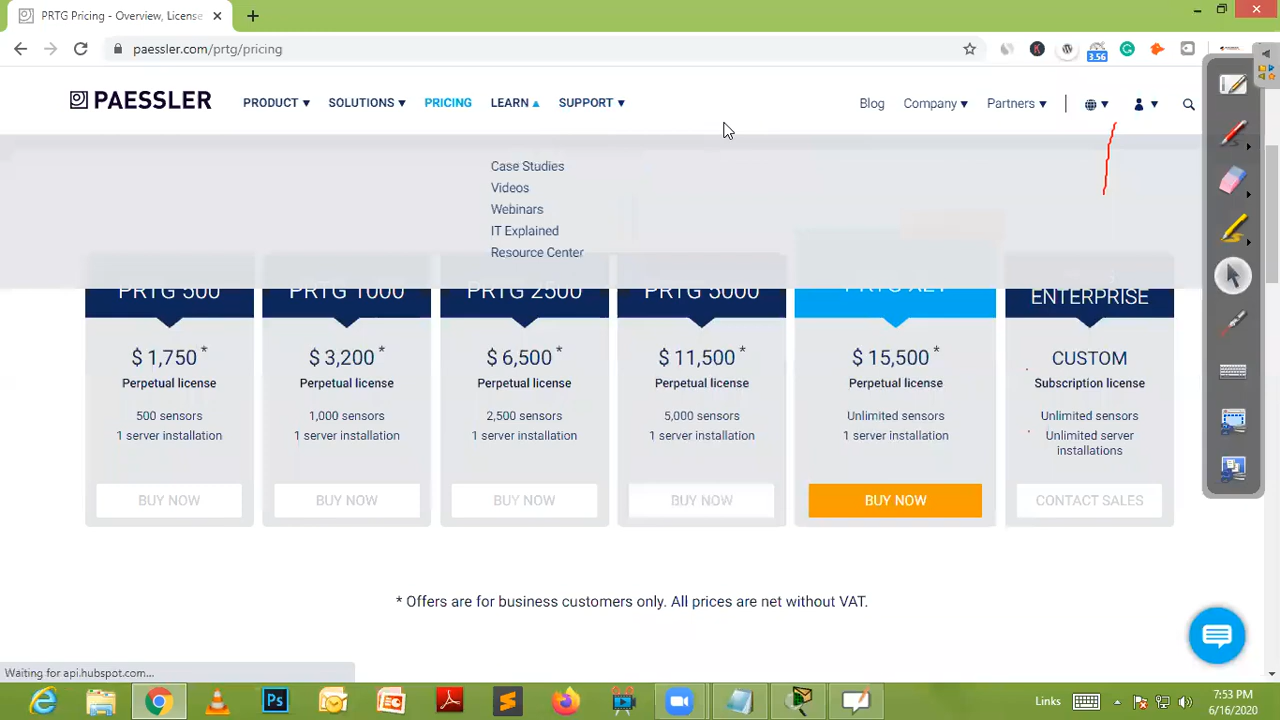 PRTG Pricing - Overview, License
paessler.com/prtg/pricing
3.56
PAESSLER
PRODUCT
SOLUTIONS
PRICING
LEARN
SUPPORT
Blog
Company
Partners
Case Studies
Videos
Webinars
IT Explained
Resource Center
PRTG 500
PRTG 1000
PRTG 2500
PRTG 5000
ENTERPRISE
$ 1,750 *
$ 3,200 *
$ 6,500 *
$ 11,500 *
$ 15,500 *
CUSTOM
Perpetual license
Perpetual license
Perpetual license
Perpetual license
Perpetual license
Subscription license
500 sensors
1,000 sensors
2,500 sensors
5,000 sensors
Unlimited sensors
Unlimited sensors
1 server installation
1 server installation
1 server installation
1 server installation
1 server installation
Unlimited server
installations
BUY NOW
BUY NOW
BUY NOW
BUY NOW
BUY NOW
CONTACT SALES
* Offers are for business customers only. All prices are net without VAT.
Waiting for api.hubspot.com...
Ps
Links
7:53 PM
6/16/2020